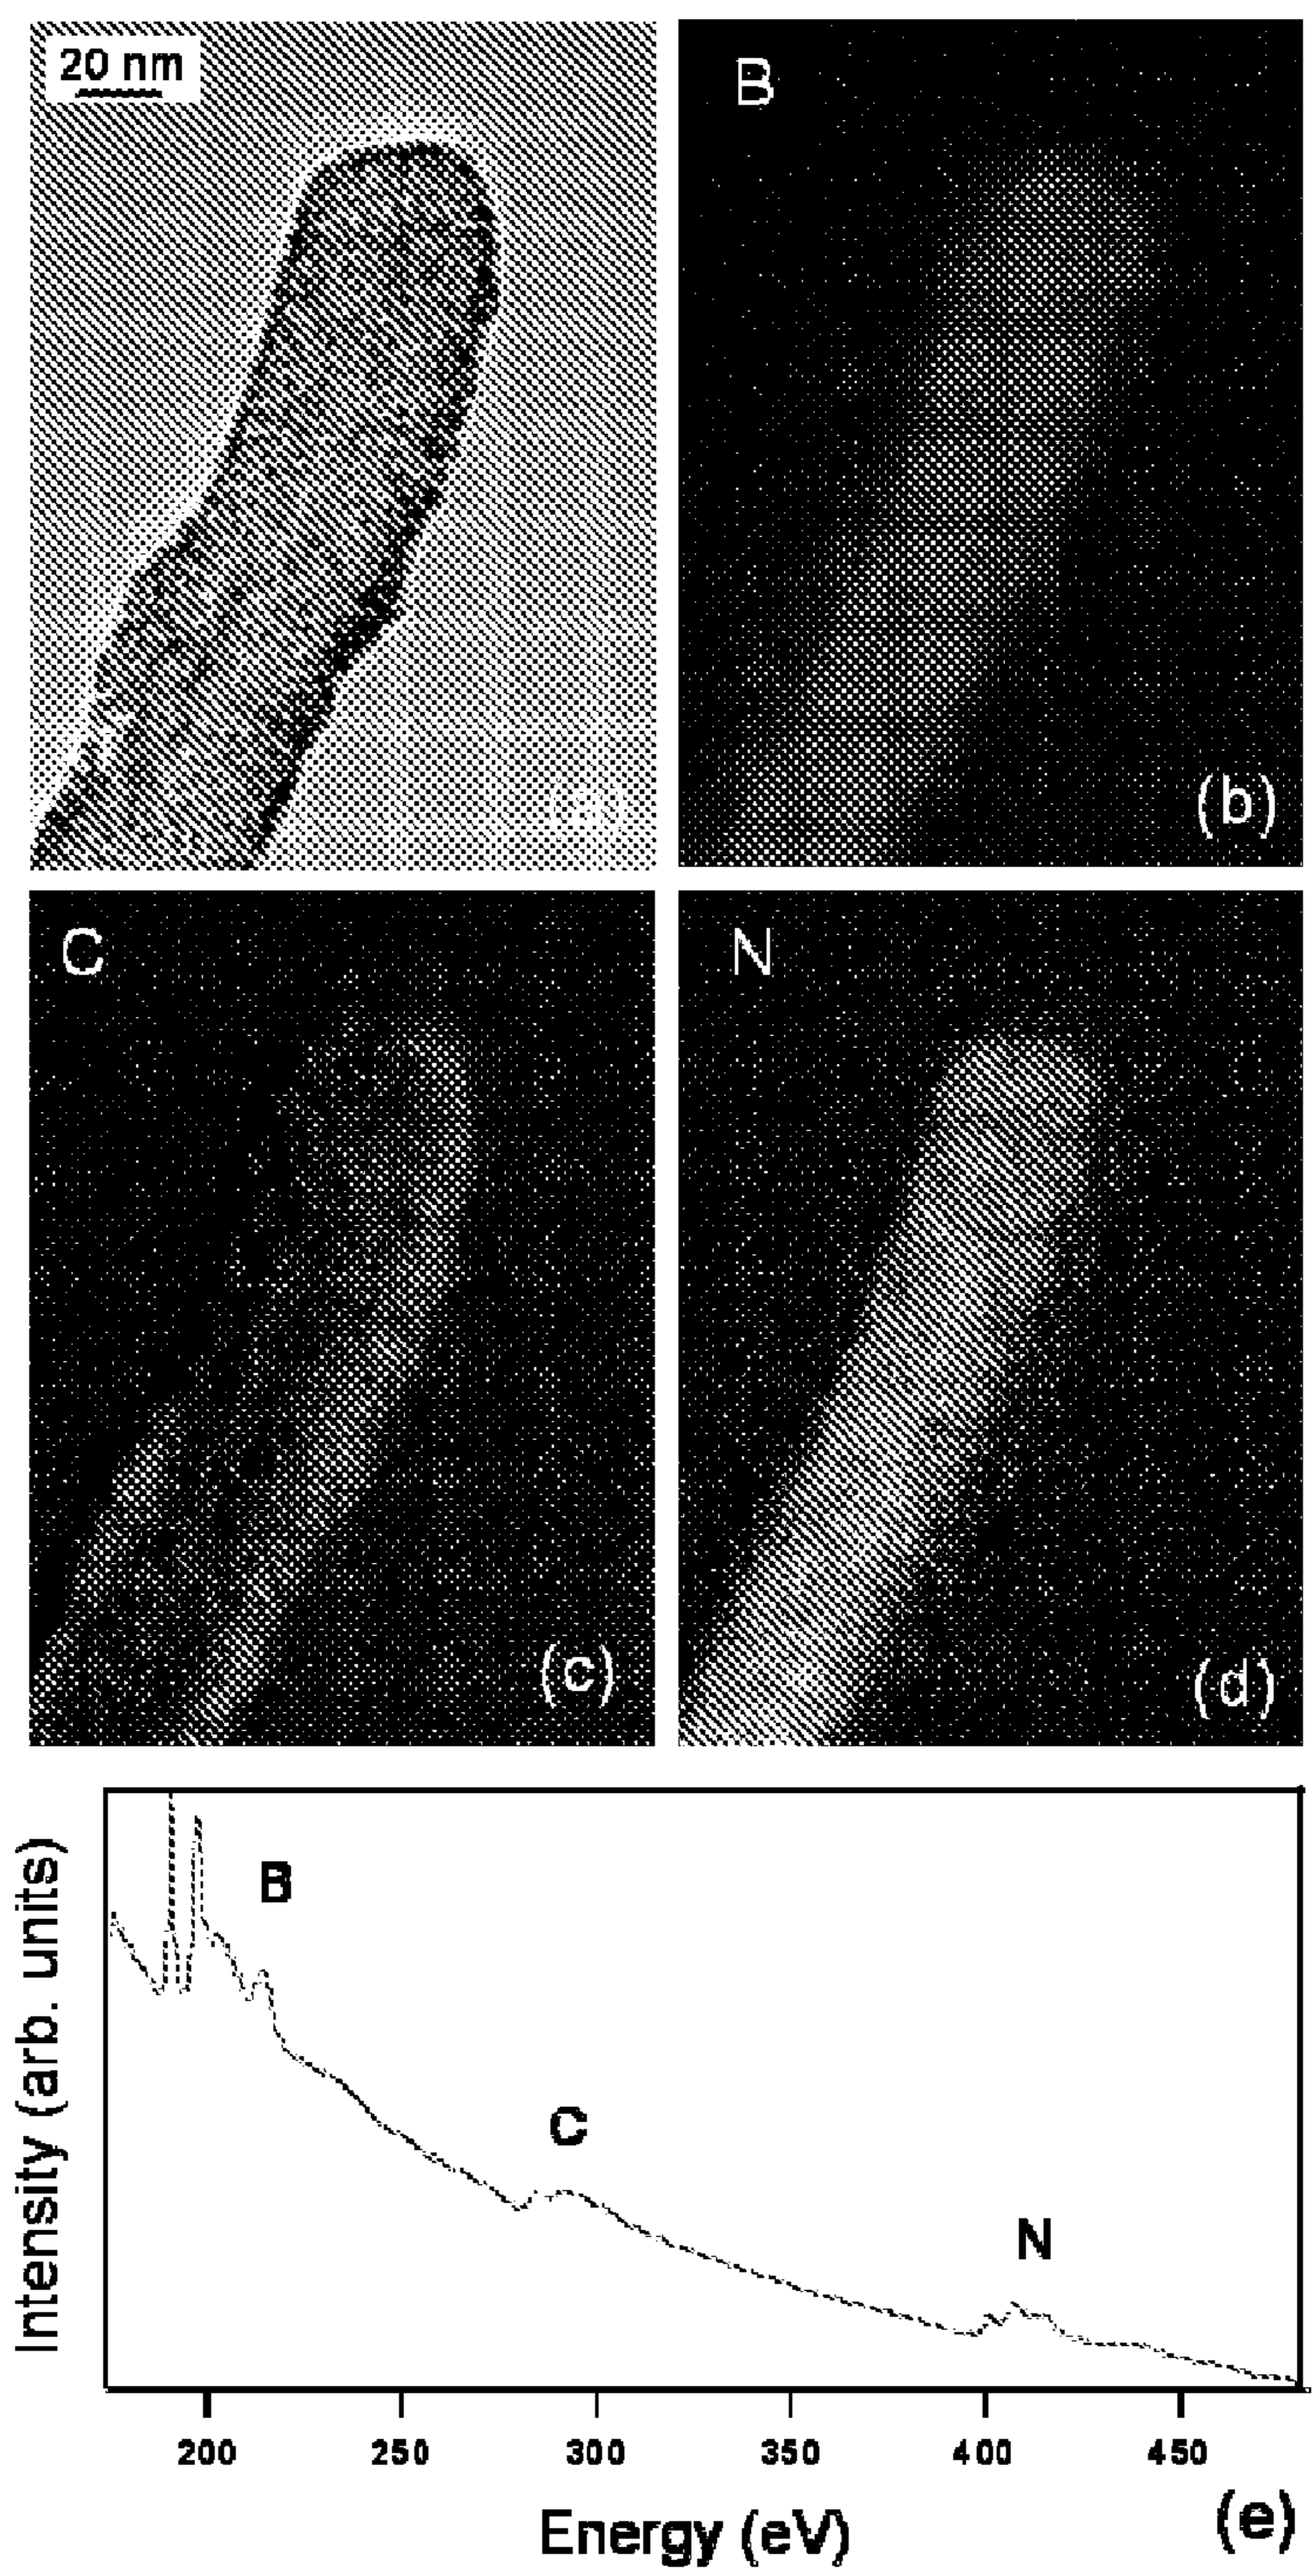 20 nm
B
(b)
C
N
(c)
(d)
Intensity (arb. units)
B
C
N
200 250 300 350 400 450
Energy (eV)
(e)